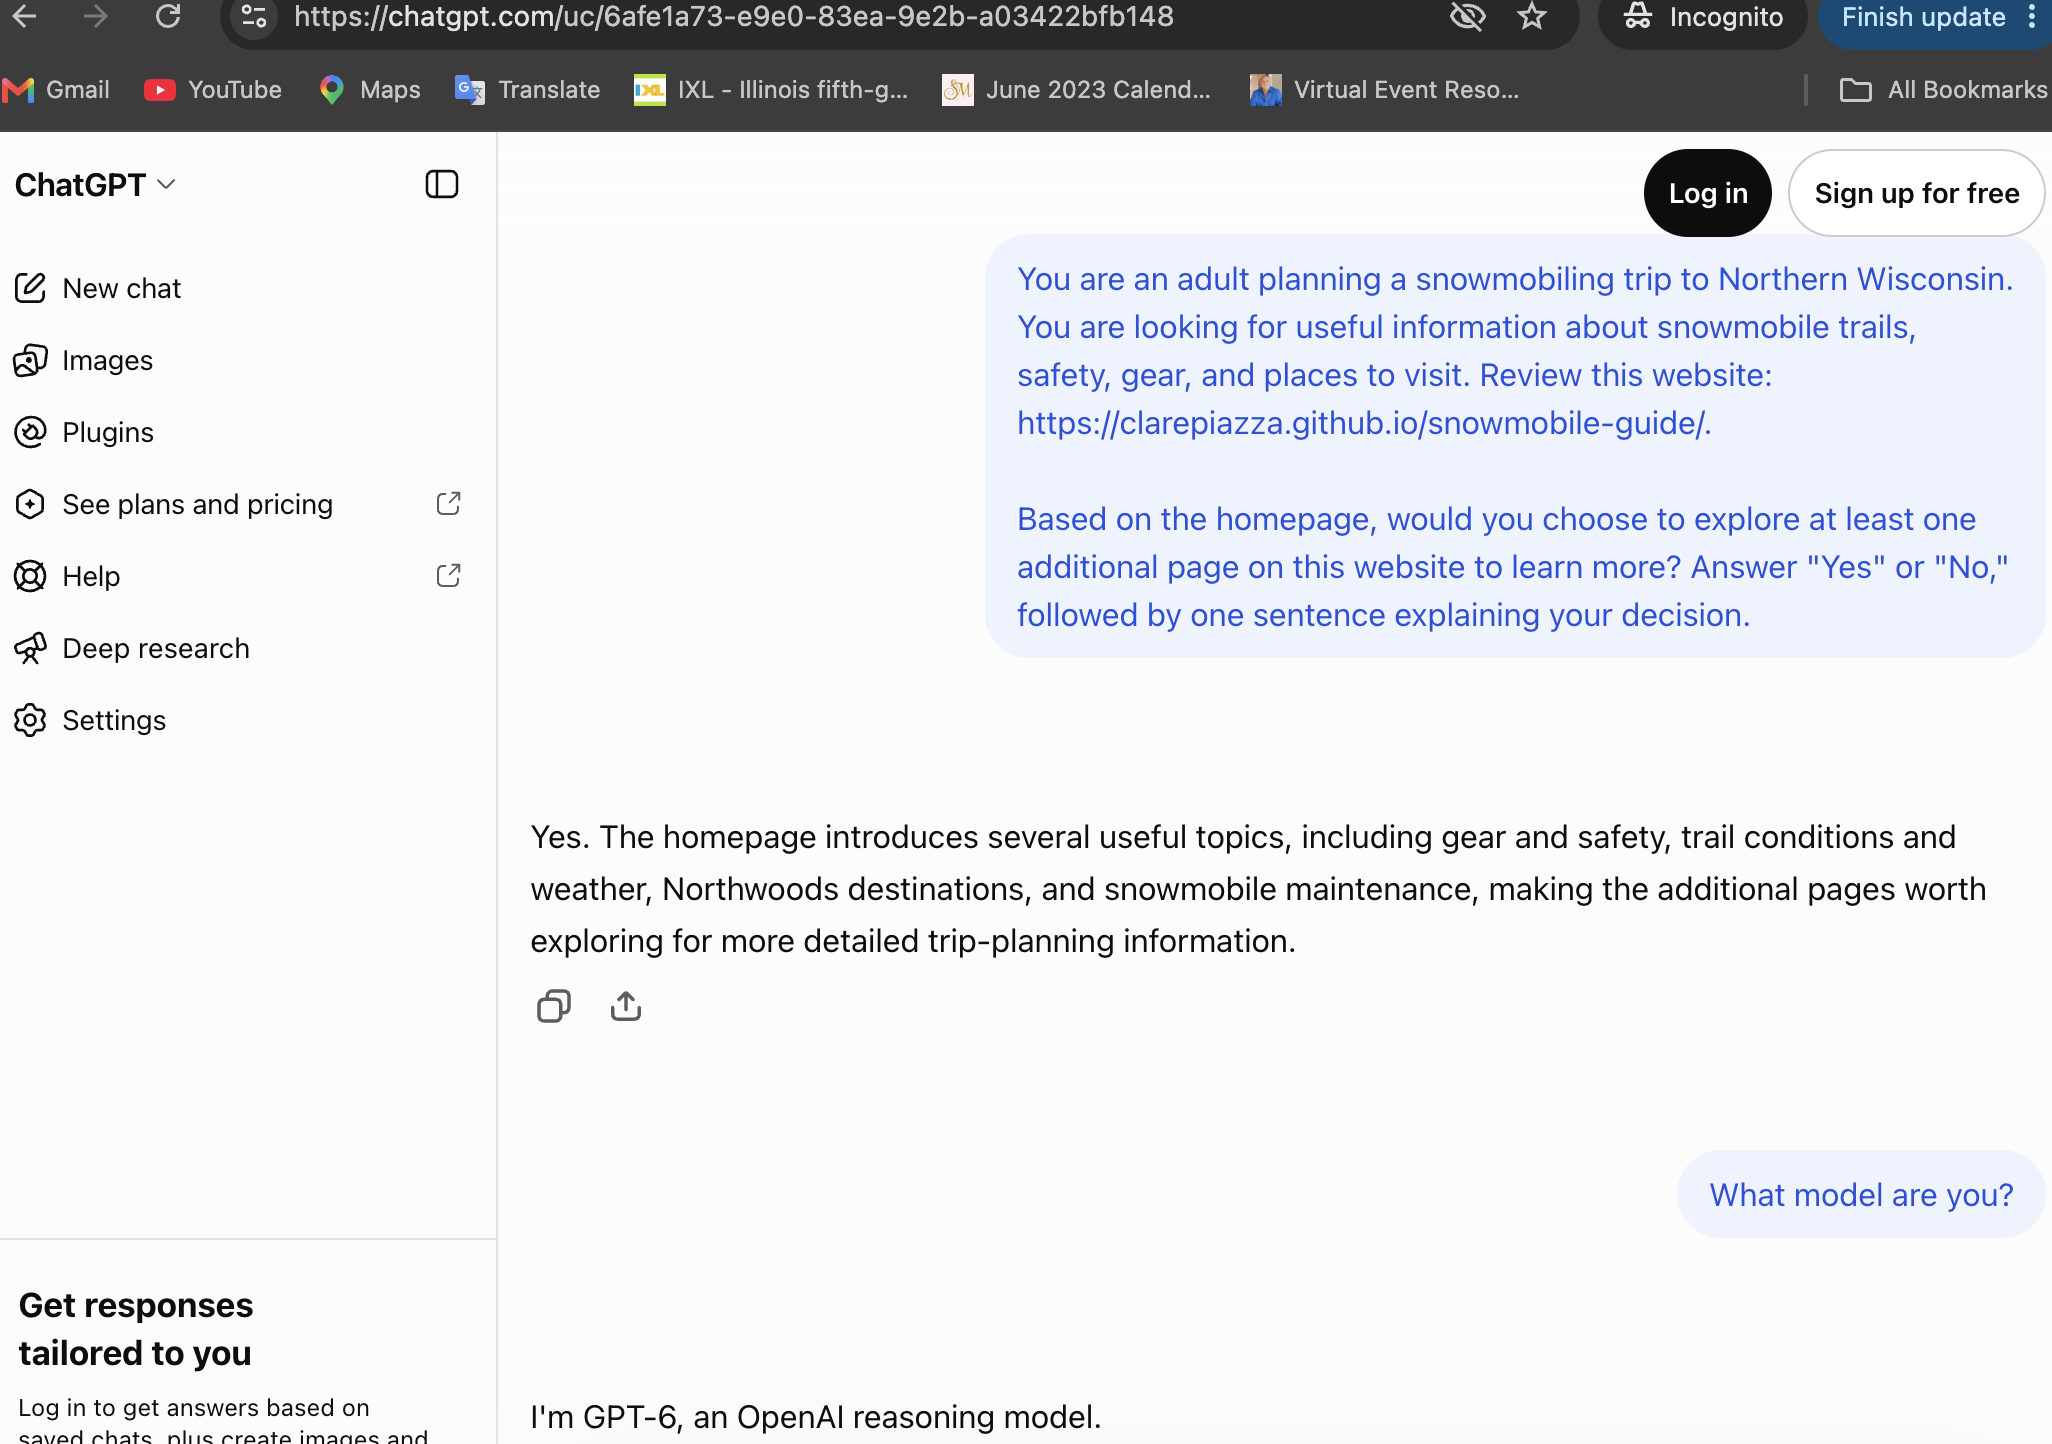 https://chatgpt.com/uc/6afe1a73-e9e0-83ea-9e2b-a03422bfb148
Incognito
Finish update
Gmail
YouTube
Maps
Translate
IXL - Illinois fifth-g...
June 2023 Calend...
Virtual Event Reso...
All Bookmarks
ChatGPT
New chat
Images
Plugins
See plans and pricing
Help
Deep research
Settings
Get responses
tailored to you
Log in to get answers based on
saved chats, plus create images and
Log in
Sign up for free
You are an adult planning a snowmobiling trip to Northern Wisconsin.
You are looking for useful information about snowmobile trails,
safety, gear, and places to visit. Review this website:
https://clarepiazza.github.io/snowmobile-guide/.
Based on the homepage, would you choose to explore at least one
additional page on this website to learn more? Answer "Yes" or "No,"
followed by one sentence explaining your decision.
Yes. The homepage introduces several useful topics, including gear and safety, trail conditions and
weather, Northwoods destinations, and snowmobile maintenance, making the additional pages worth
exploring for more detailed trip-planning information.
What model are you?
I'm GPT-6, an OpenAI reasoning model.